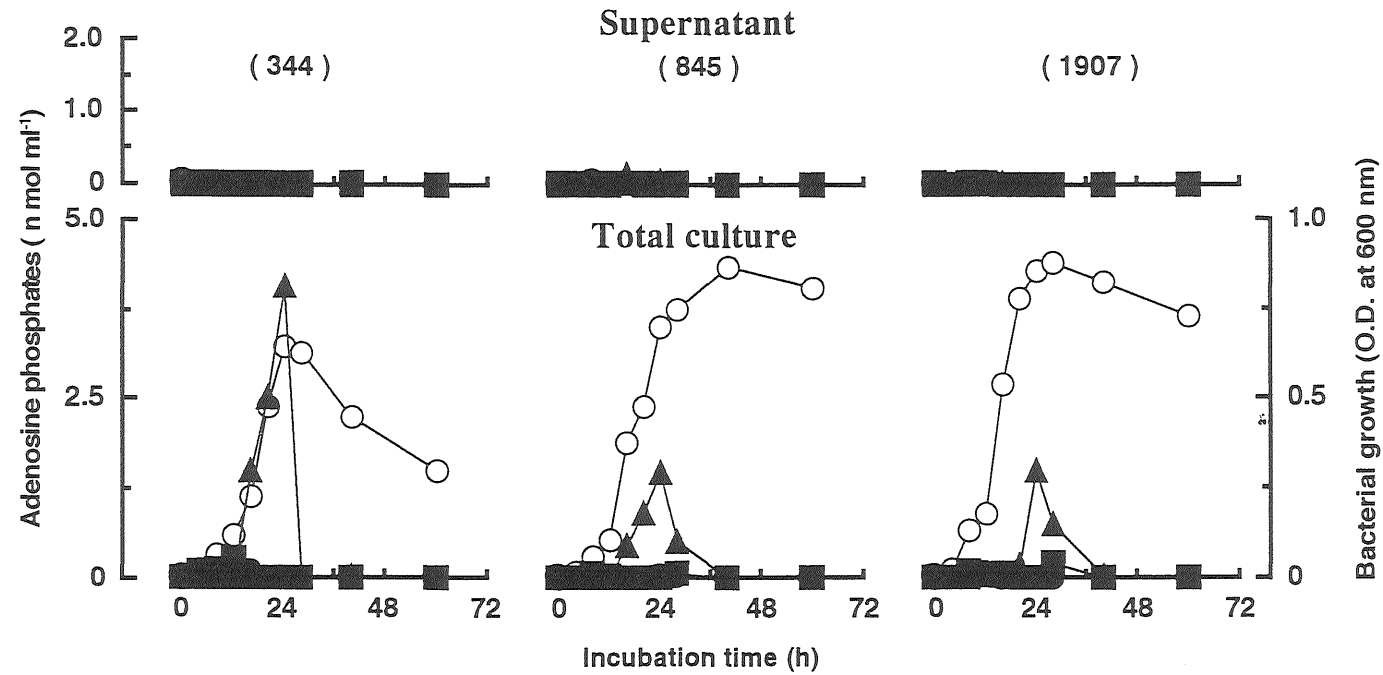 Supernatant
( 344 ) ( 845 ) ( 1907 )
2.0
1.0
0
Adenosine phosphates ( n mol ml⁻¹)
Total culture
5.0
2.5
0
1.0
0.5
0
Bacterial growth (O.D. at 600 nm)
0 24 48 72 0 24 48 72 0 24 48 72
Incubation time (h)